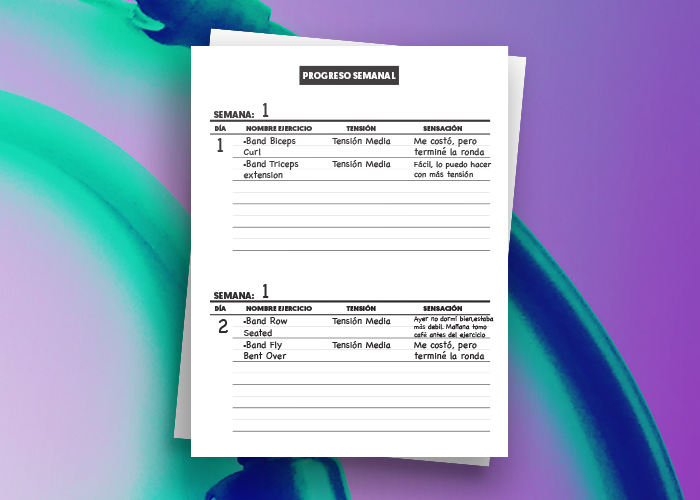 PROGRESO SEMANAL
SEMANA: 1
DÍA NOMBRE EJERCICIO TENSIÓN SENSACIÓN
1 •Band Biceps Tensión Media Me costó, pero
Curl terminé la ronda
•Band Triceps Tensión Media Fácil, lo puedo hacer
extension con más tensión
SEMANA: 1
DÍA NOMBRE EJERCICIO TENSIÓN SENSACIÓN
2 •Band Row Tensión Media Ayer no dormí bien,estaba
Seated más debil. Mañana tomo
café antes del ejercicio
•Band Fly Tensión Media Me costó, pero
Bent Over terminé la ronda